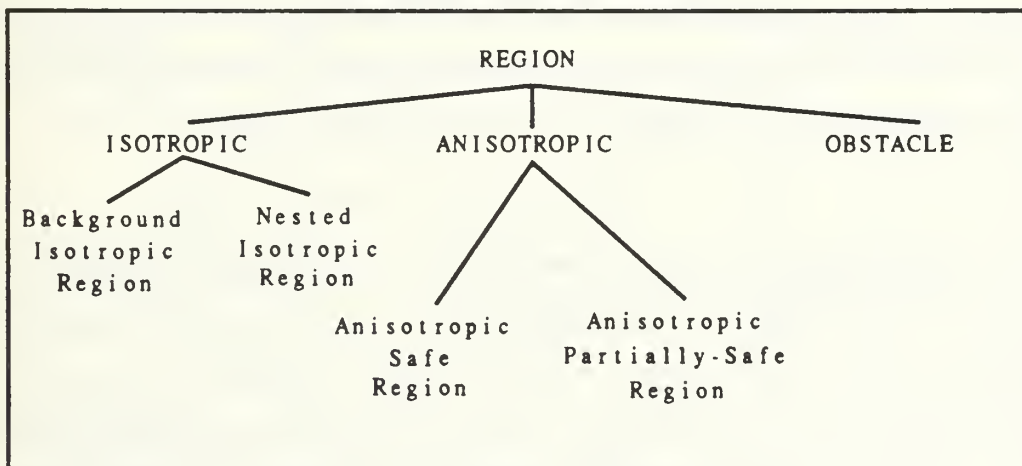 REGION
ISOTROPIC
ANISOTROPIC
OBSTACLE
Background
Isotropic
Region
Nested
Isotropic
Region
Anisotropic
Safe
Region
Anisotropic
Partially-Safe
Region